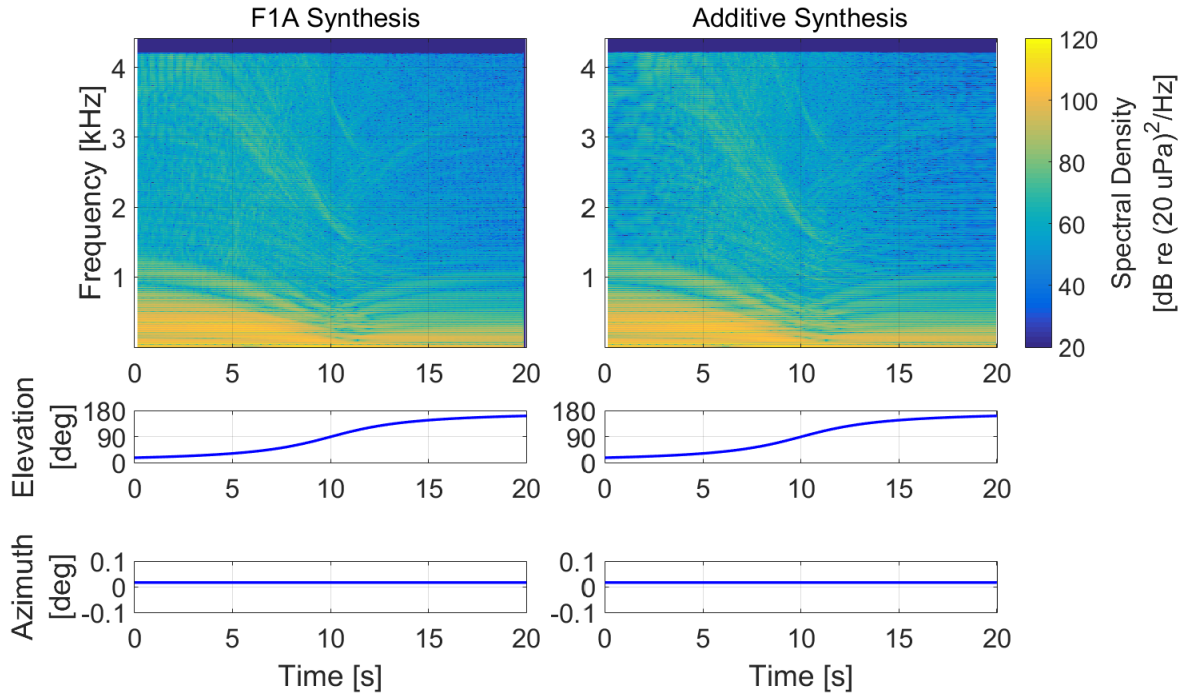 F1A Synthesis
Additive Synthesis
Frequency [kHz]
4
3
2
1
0 5 10 15 20
4
3
2
1
0 5 10 15 20
120
100
80
60
40
20
Spectral Density
[dB re (20 uPa)²/Hz]
Elevation
[deg]
180
90
0
0 5 10 15 20
180
90
0
0 5 10 15 20
Azimuth
[deg]
0.1
0
-0.1
0 5 10 15 20
Time [s]
0.1
0
-0.1
0 5 10 15 20
Time [s]